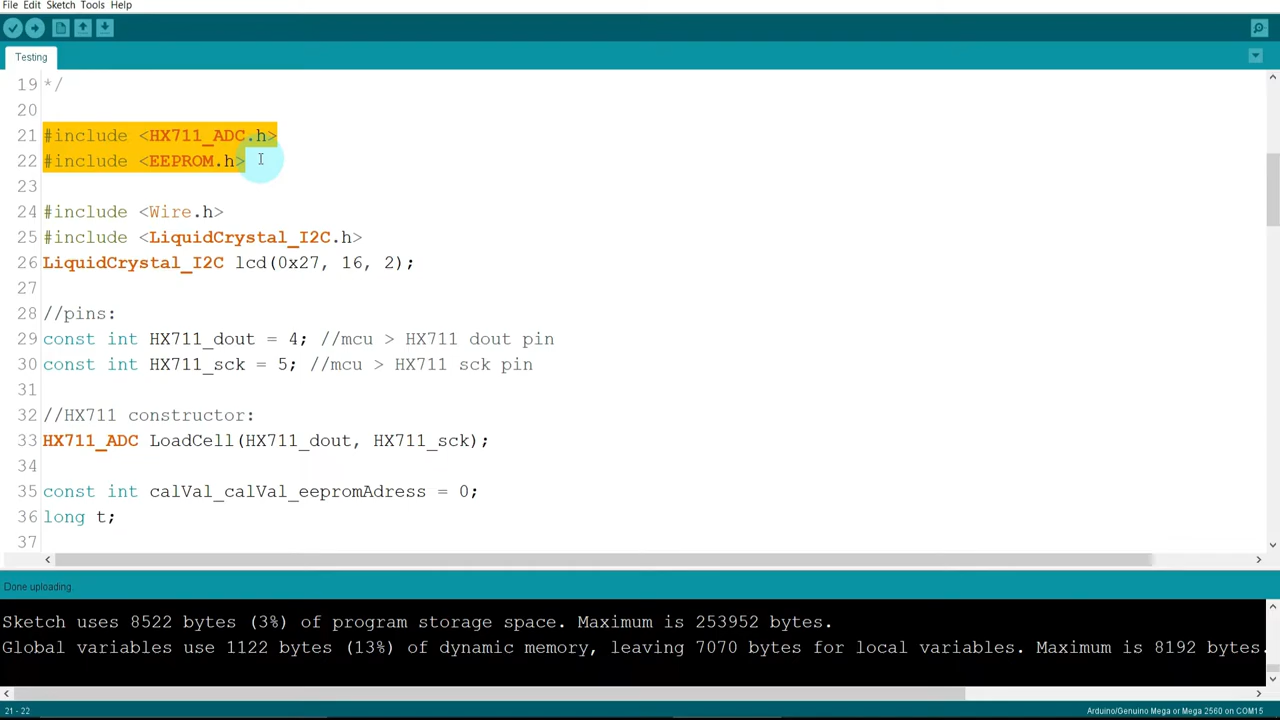 File Edit Sketch Tools Help
Testing
19 */
20
21 #include <HX711_ADC.h>
22 #include <EEPROM.h>
23
24 #include <Wire.h>
25 #include <LiquidCrystal_I2C.h>
26 LiquidCrystal_I2C lcd(0x27, 16, 2);
27
28 //pins:
29 const int HX711_dout = 4; //mcu > HX711 dout pin
30 const int HX711_sck = 5; //mcu > HX711 sck pin
31
32 //HX711 constructor:
33 HX711_ADC LoadCell(HX711_dout, HX711_sck);
34
35 const int calVal_calVal_eepromAdress = 0;
36 long t;
37
Done uploading.
Sketch uses 8522 bytes (3%) of program storage space. Maximum is 253952 bytes.
Global variables use 1122 bytes (13%) of dynamic memory, leaving 7070 bytes for local variables. Maximum is 8192 bytes.
21 - 22 Arduino/Genuino Mega or Mega 2560 on COM15